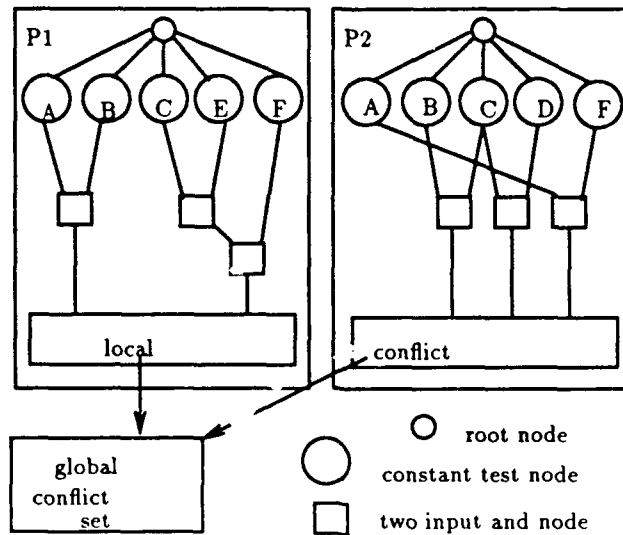 P1
A B C E F
local
P2
A B C D F
conflict
global
conflict
set
root node
constant test node
two input and node